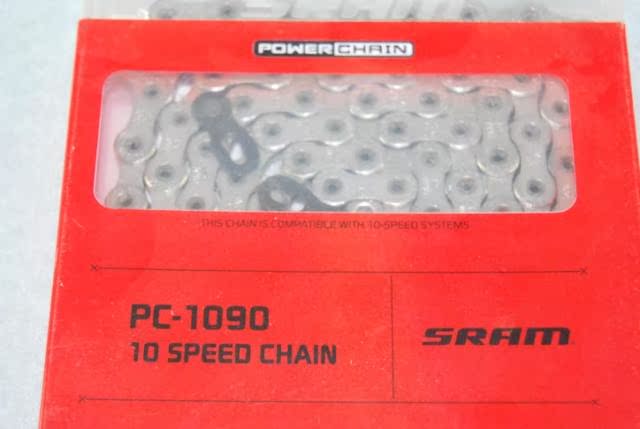 POWERCHAIN
THIS CHAIN IS COMPATIBLE WITH 10-SPEED SYSTEMS
PC-1090
10 SPEED CHAIN
SRAM